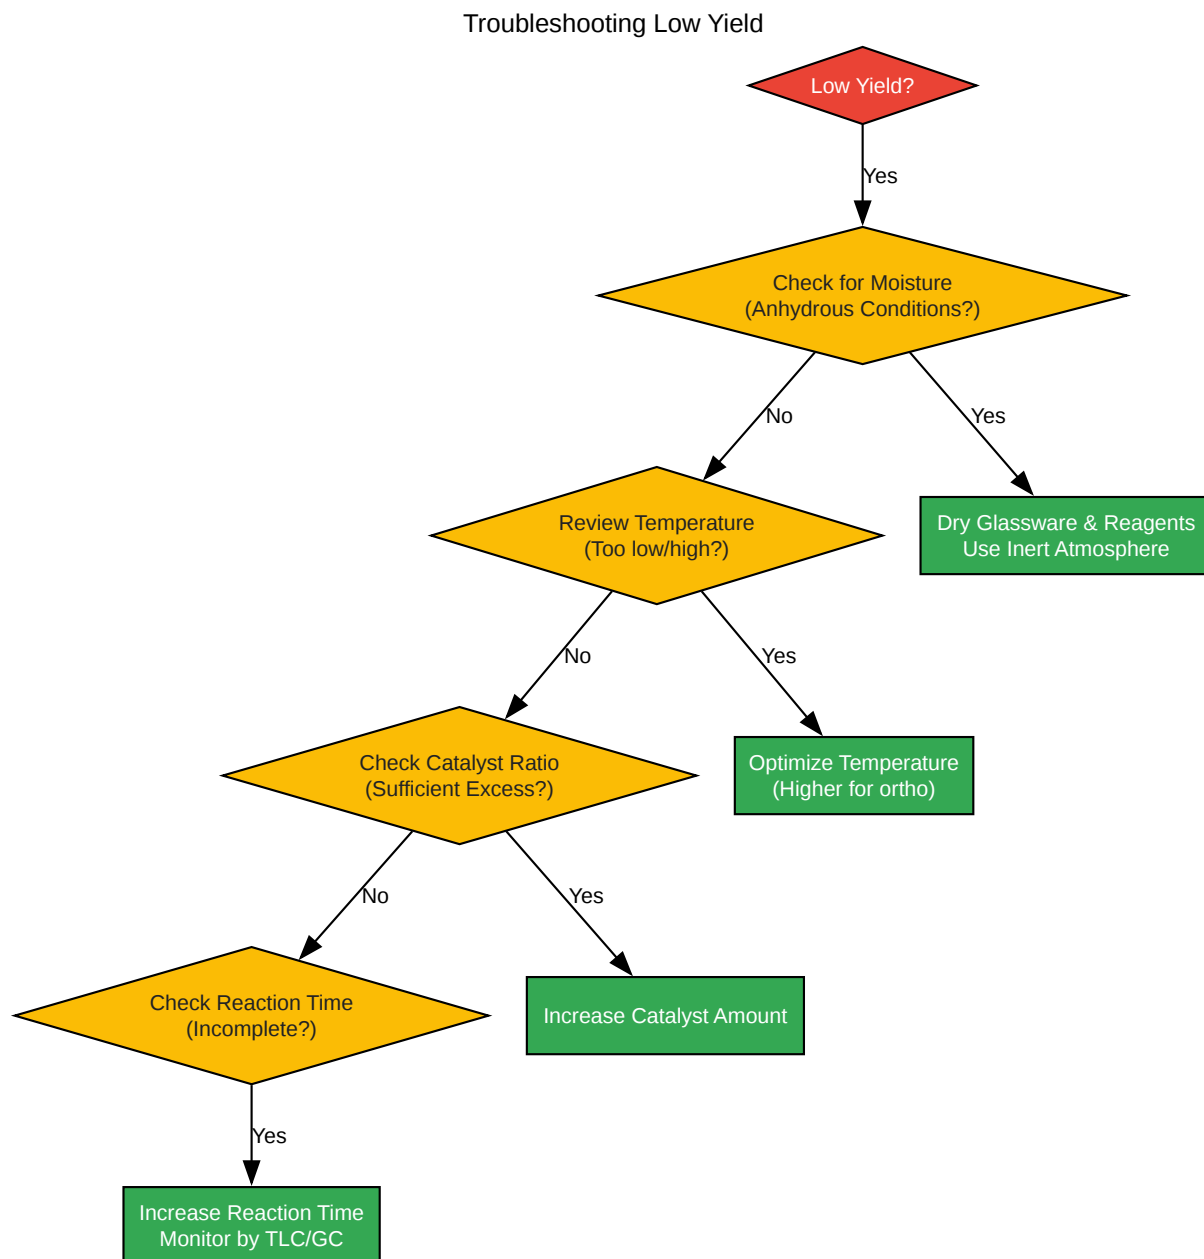 Troubleshooting Low Yield
Low Yield?
Yes
Check for Moisture
(Anhydrous Conditions?)
No
Yes
Review Temperature
(Too low/high?)
Dry Glassware & Reagents
Use Inert Atmosphere
No
Yes
Check Catalyst Ratio
(Sufficient Excess?)
Optimize Temperature
(Higher for ortho)
No
Yes
Check Reaction Time
(Incomplete?)
Increase Catalyst Amount
Yes
Increase Reaction Time
Monitor by TLC/GC